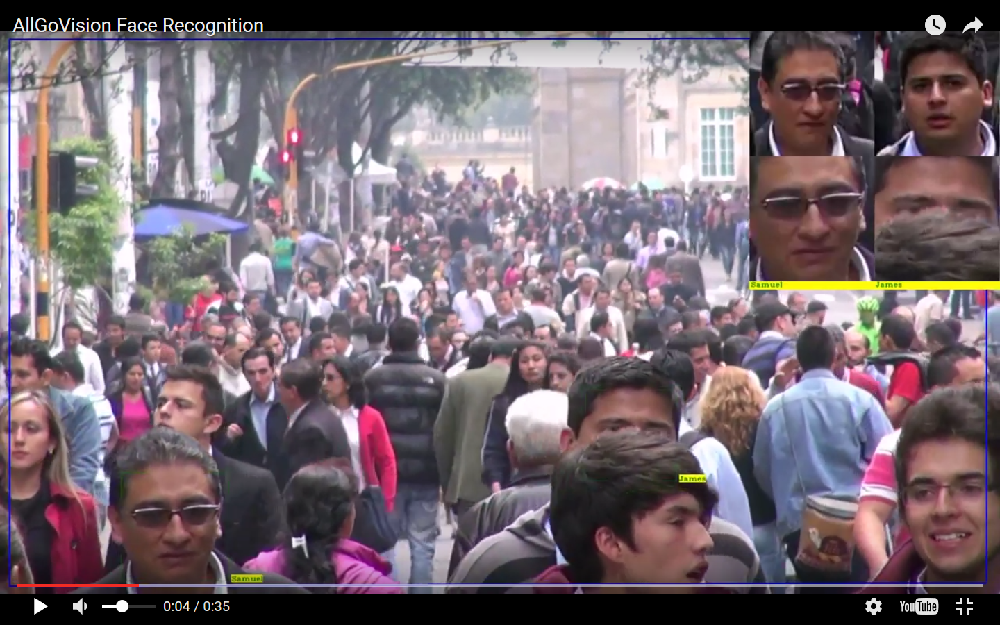 AllGoVision Face Recognition
Samuel James
James
Samuel
0:04 / 0:35
YouTube